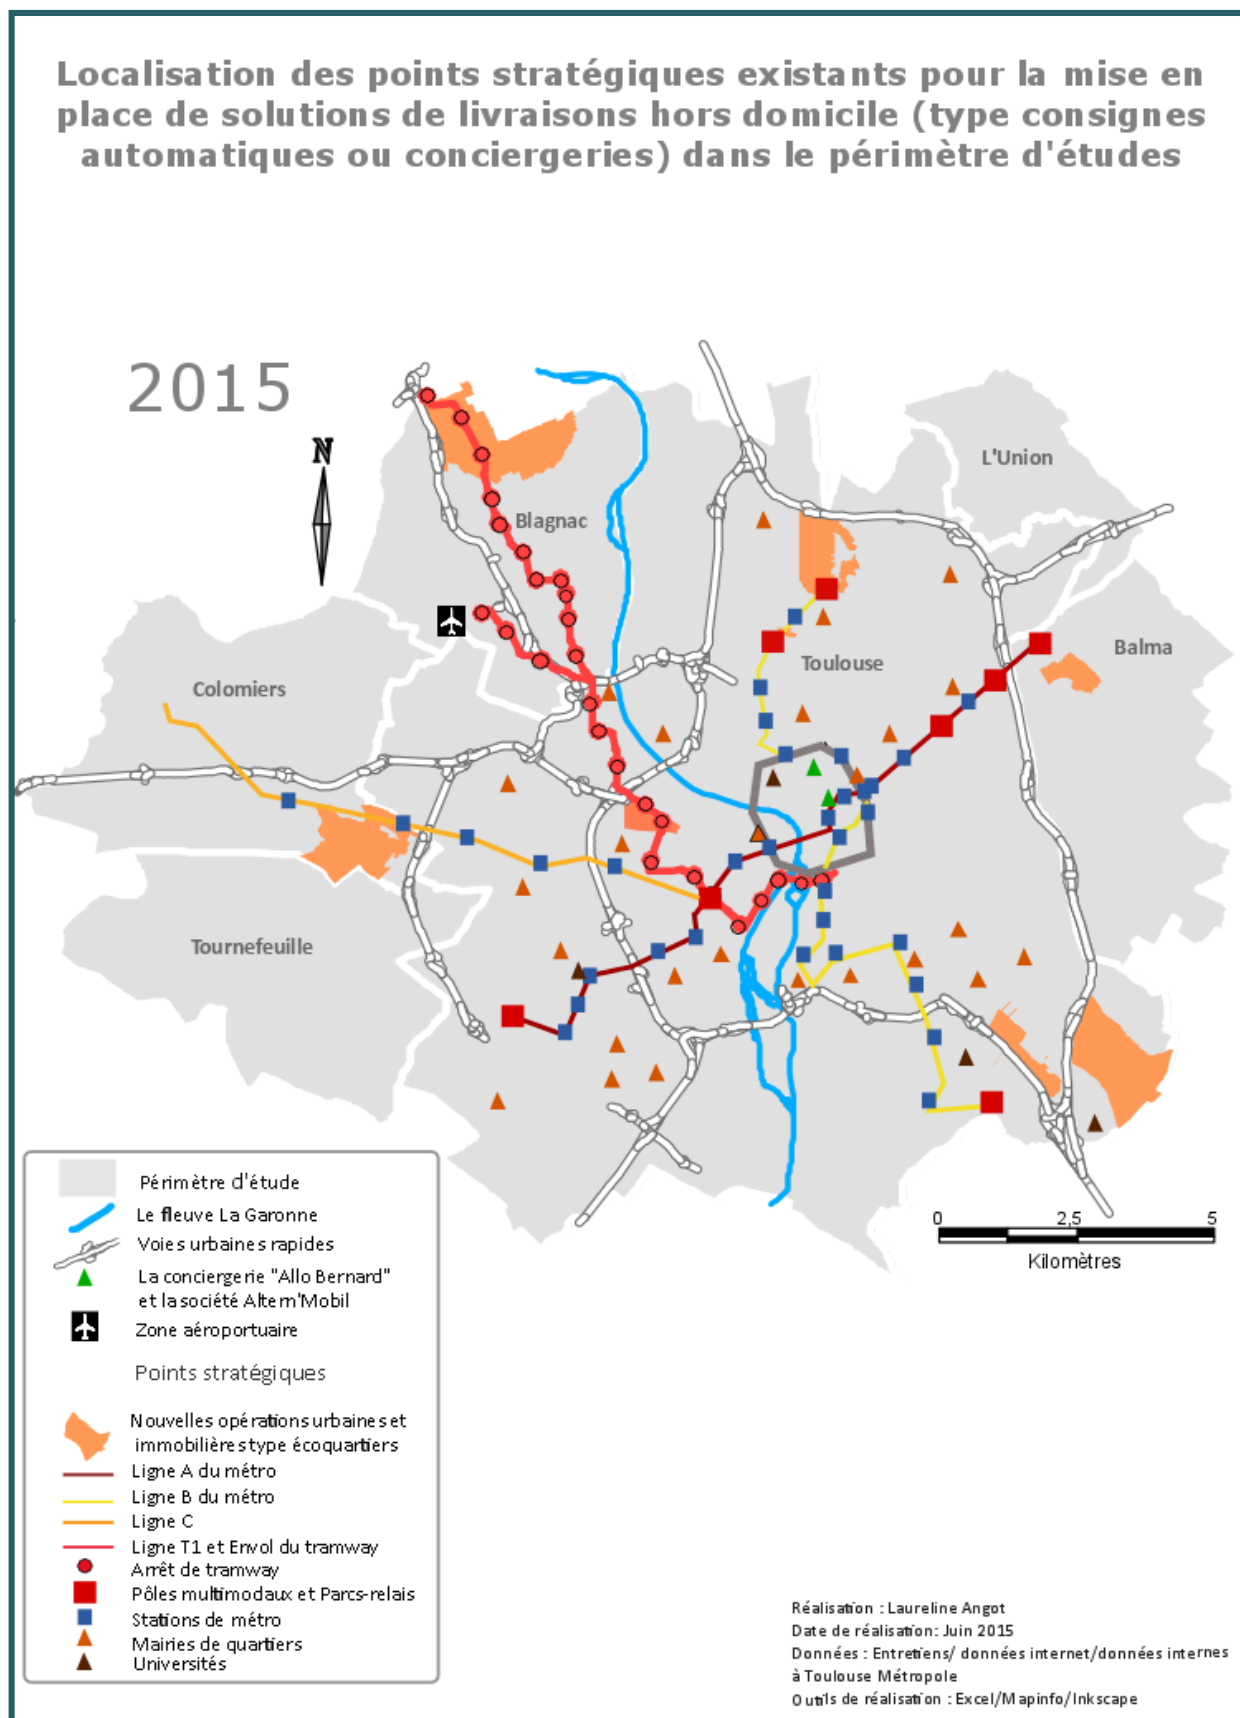 Localisation des points stratégiques existants pour la mise en
place de solutions de livraisons hors domicile (type consignes
automatiques ou conciergeries) dans le périmètre d'études
2015
N
L'Union
Blagnac
Toulouse
Balma
Colomiers
Tournefeuille
Périmètre d'étude
Le fleuve La Garonne
Voies urbaines rapides
La conciergerie "Allo Bernard"
et la société Altern'Mobil
Zone aéroportuaire
Points stratégiques
Nouvelles opérations urbaines et
immobilières type écoquartiers
Ligne A du métro
Ligne B du métro
Ligne C
Ligne T1 et Envol du tramway
Arrêt de tramway
Pôles multimodaux et Parcs-relais
Stations de métro
Mairies de quartiers
Universités
0 2,5 5
Kilomètres
Réalisation : Laureline Angot
Date de réalisation: Juin 2015
Données : Entretiens/ données internet/données internes
à Toulouse Métropole
Outils de réalisation : Excel/Mapinfo/Inkscape